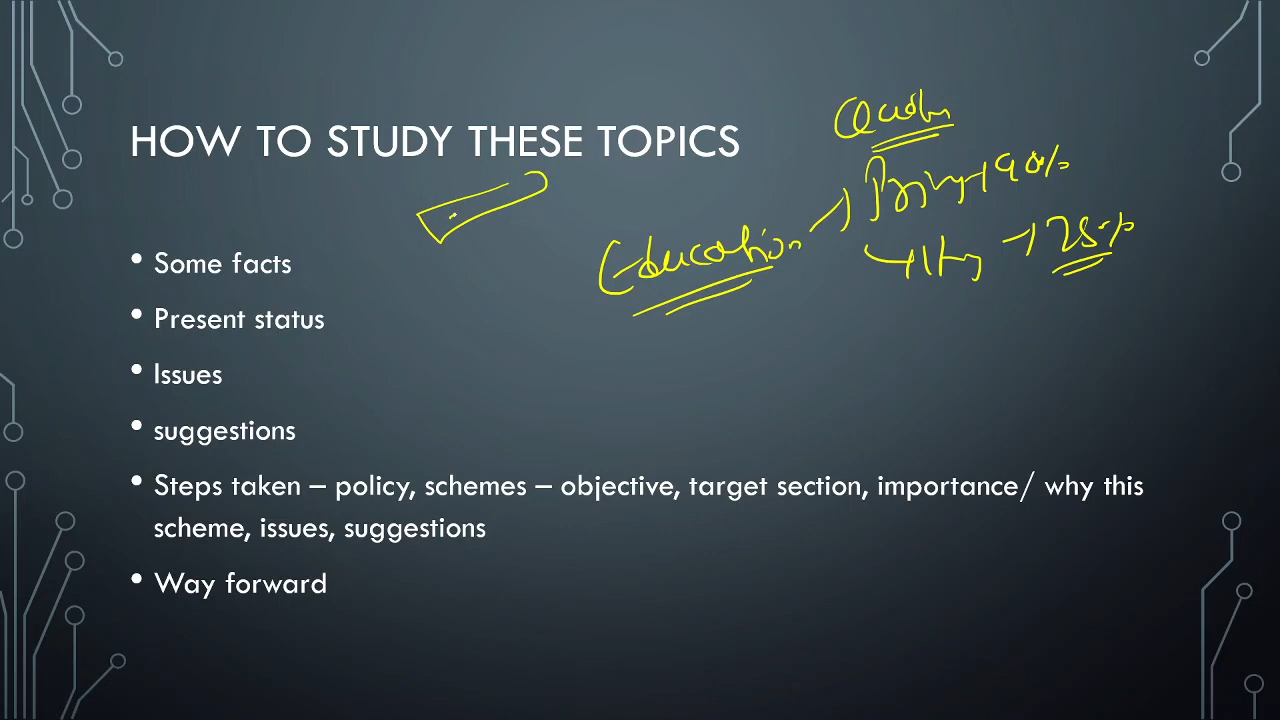 HOW TO STUDY THESE TOPICS
Education
90%
25%
• Some facts
• Present status
• Issues
• suggestions
• Steps taken – policy, schemes – objective, target section, importance/ why this
scheme, issues, suggestions
• Way forward